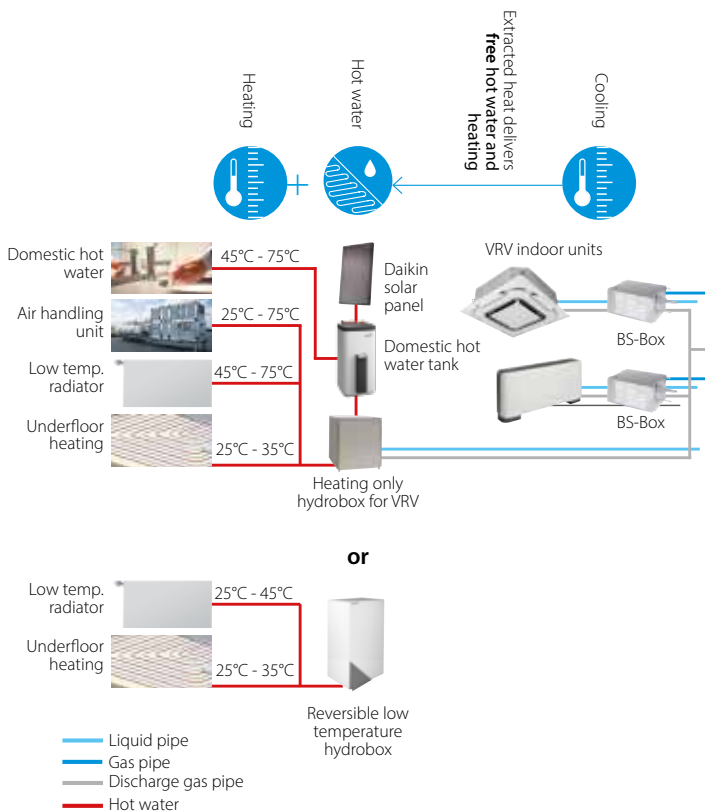 Heating
Hot water
Extracted heat delivers
free hot water and
heating
Cooling
Domestic hot
water
45°C - 75°C
Air handling
unit
25°C - 75°C
Low temp.
radiator
45°C - 75°C
Underfloor
heating
25°C - 35°C
Daikin
solar
panel
Domestic hot
water tank
Heating only
hydrobox for VRV
VRV indoor units
BS-Box
BS-Box
or
Low temp.
radiator
25°C - 45°C
Underfloor
heating
25°C - 35°C
Reversible low
temperature
hydrobox
Liquid pipe
Gas pipe
Discharge gas pipe
Hot water